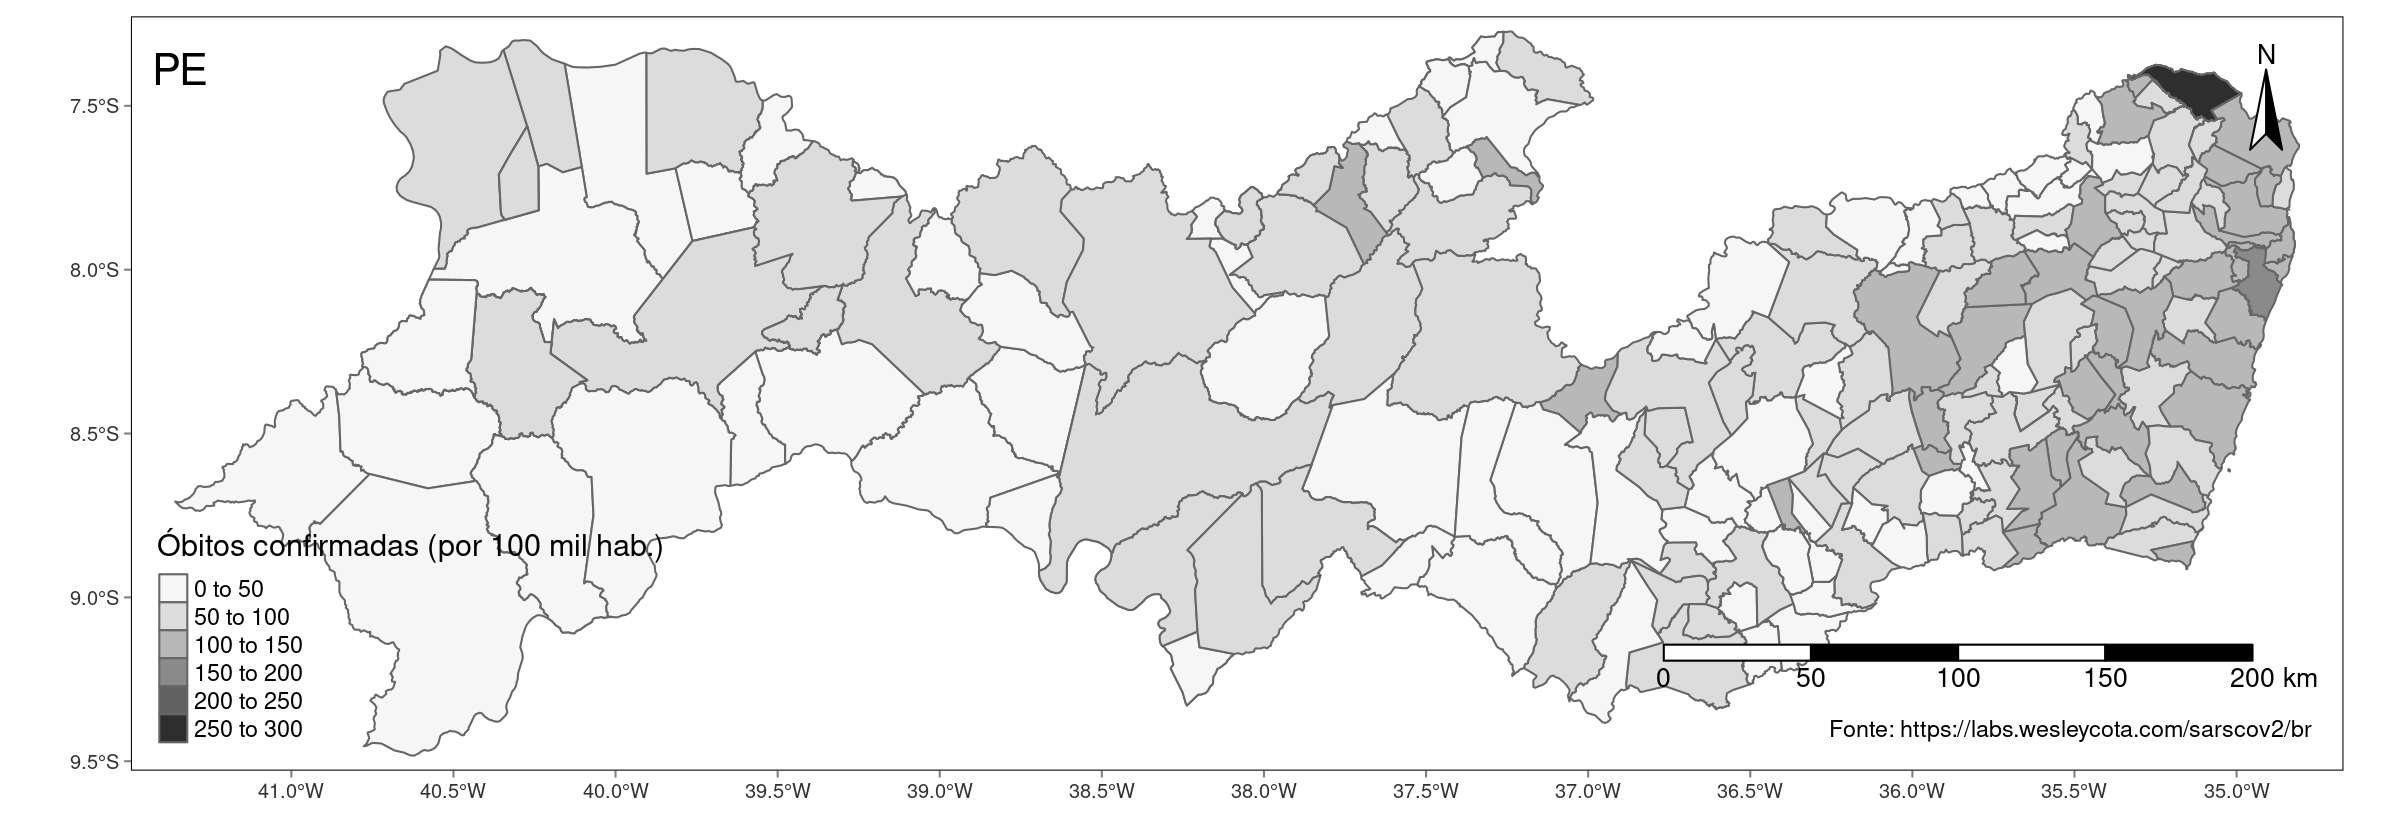 PE
N
7.5°S
8.0°S
8.5°S
9.0°S
9.5°S
Óbitos confirmadas (por 100 mil hab.)
0 to 50
50 to 100
100 to 150
150 to 200
200 to 250
250 to 300
0 50 100 150 200 km
Fonte: https://labs.wesleycota.com/sarscov2/br
41.0°W 40.5°W 40.0°W 39.5°W 39.0°W 38.5°W 38.0°W 37.5°W 37.0°W 36.5°W 36.0°W 35.5°W 35.0°W